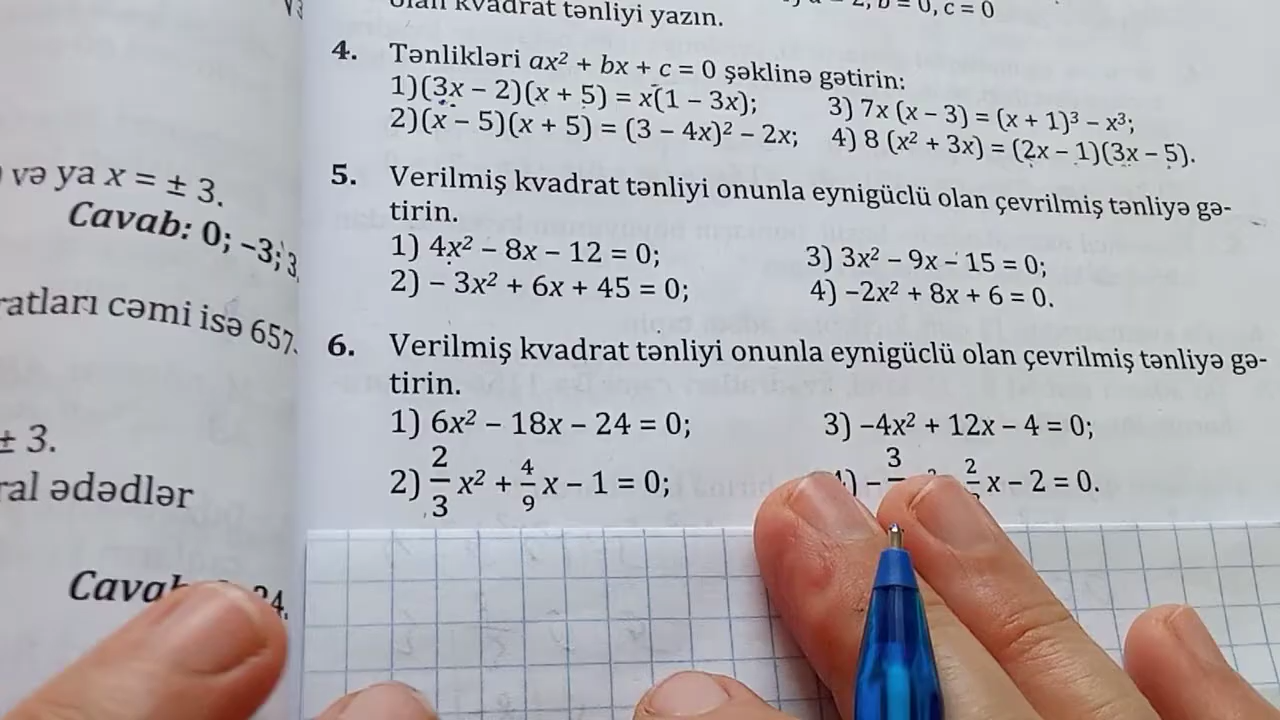 kvadrat tənliyi yazın.
b = 0, c = 0
4. Tənlikləri ax² + bx + c = 0 şəklinə gətirin:
1)(3x – 2)(x + 5) = x(1 – 3x); 3) 7x (x – 3) = (x + 1)³ – x³;
2)(x – 5)(x + 5) = (3 – 4x)² – 2x; 4) 8 (x² + 3x) = (2x – 1)(3x – 5).
və ya x = ± 3.
Cavab: 0; –3; 3
cəmi isə 657.
± 3.
ədədlər
5. Verilmiş kvadrat tənliyi onunla eynigüclü olan çevrilmiş tənliyə gə-
tirin.
1) 4x² – 8x – 12 = 0; 3) 3x² – 9x – 15 = 0;
2) – 3x² + 6x + 45 = 0; 4) –2x² + 8x + 6 = 0.
6. Verilmiş kvadrat tənliyi onunla eynigüclü olan çevrilmiş tənliyə gə-
tirin.
1) 6x² – 18x – 24 = 0; 3) –4x² + 12x – 4 = 0;
2) 2/3 x² + 4/9 x – 1 = 0; x – 2 = 0.